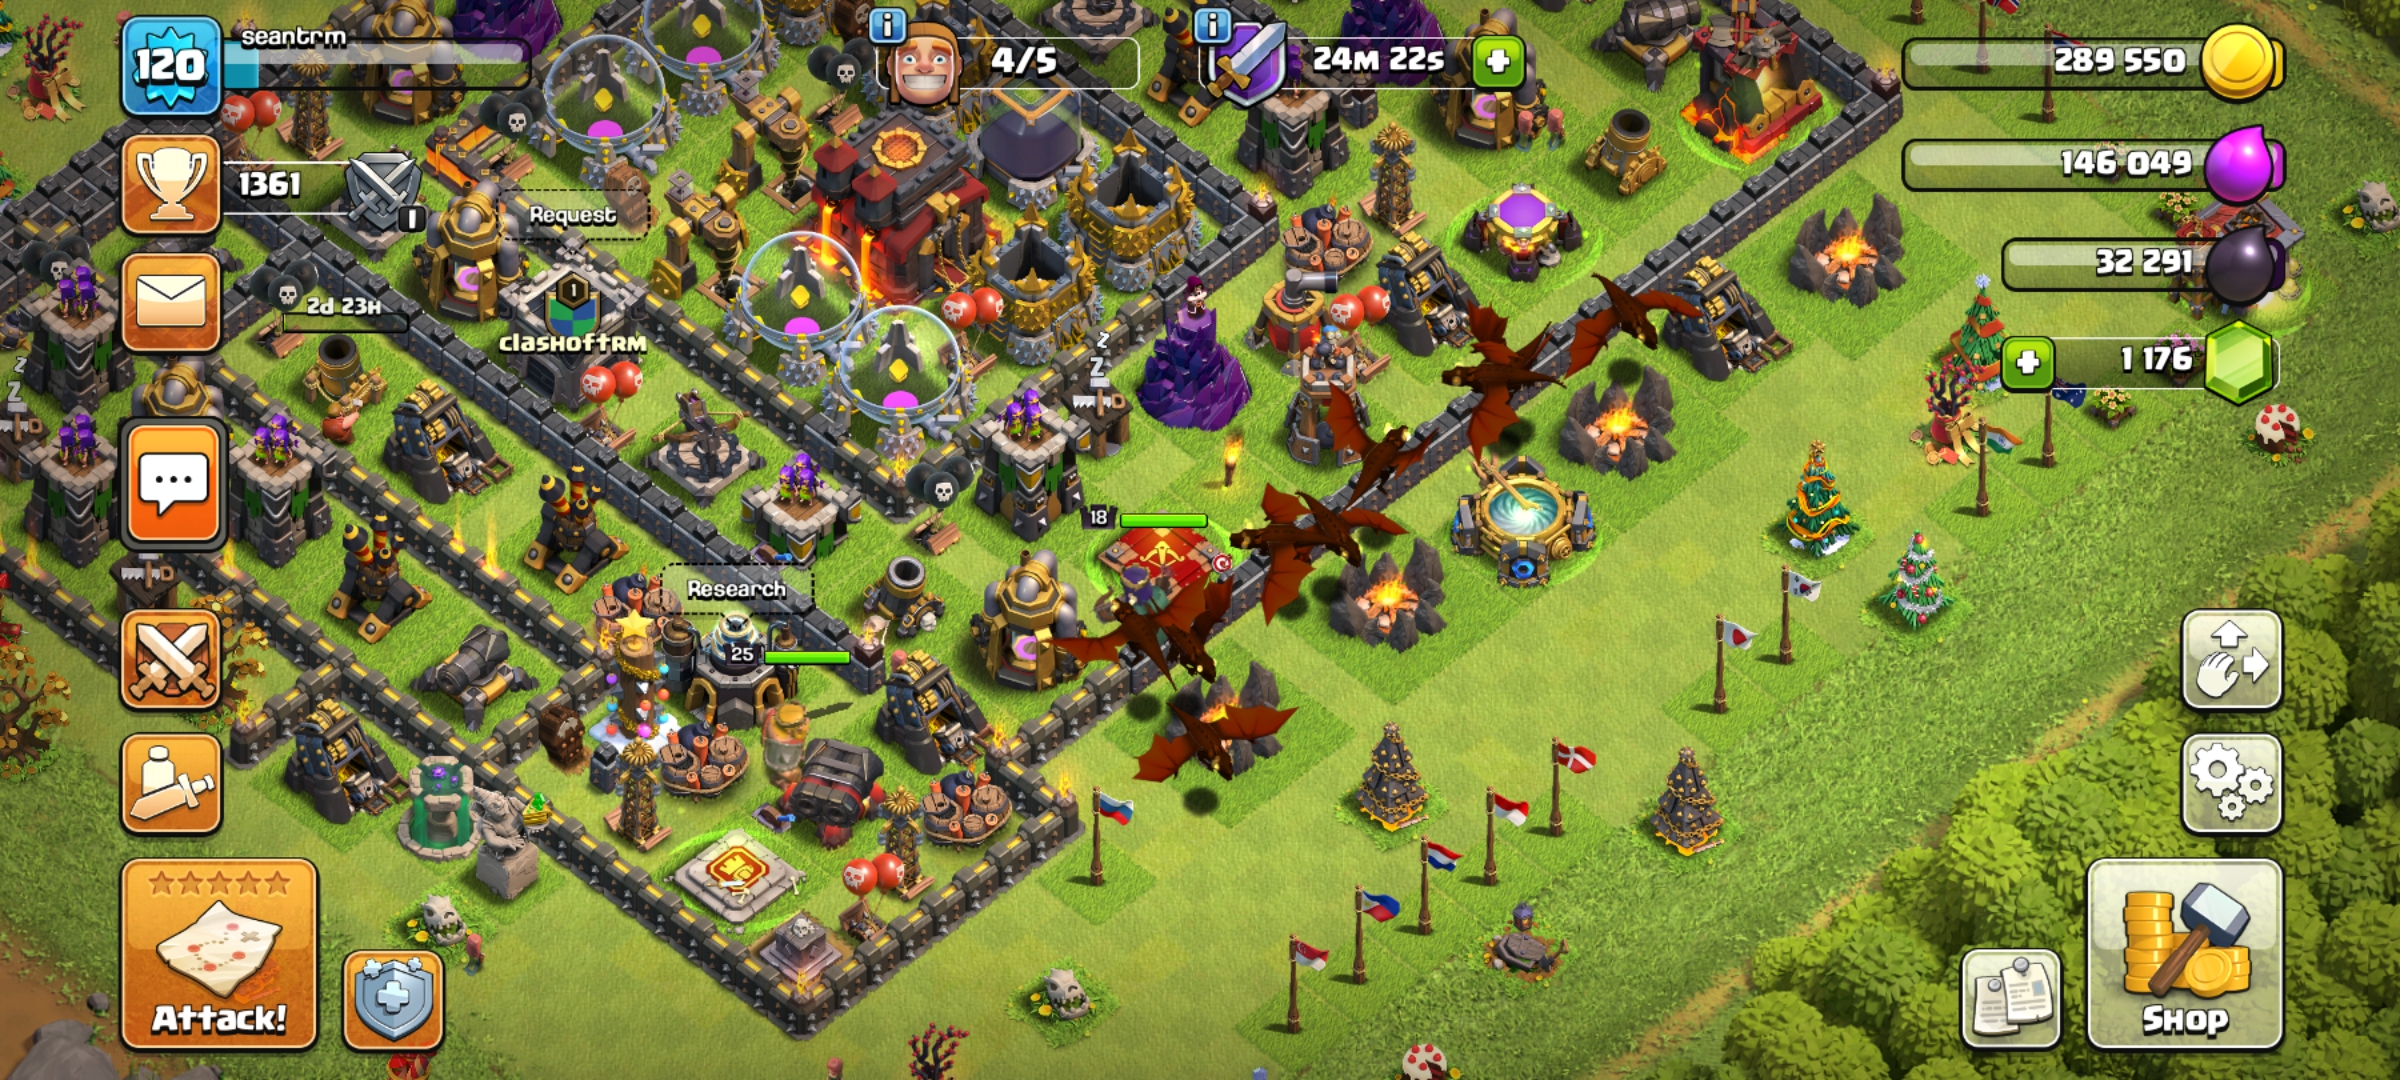 120
seantrm
4/5
24M 22S
289 550
1361
I
Request
146 049
2d 23H
1
clashoftRM
32 291
1 176
z
Z
z
Z
18
Research
25
Attack!
Shop